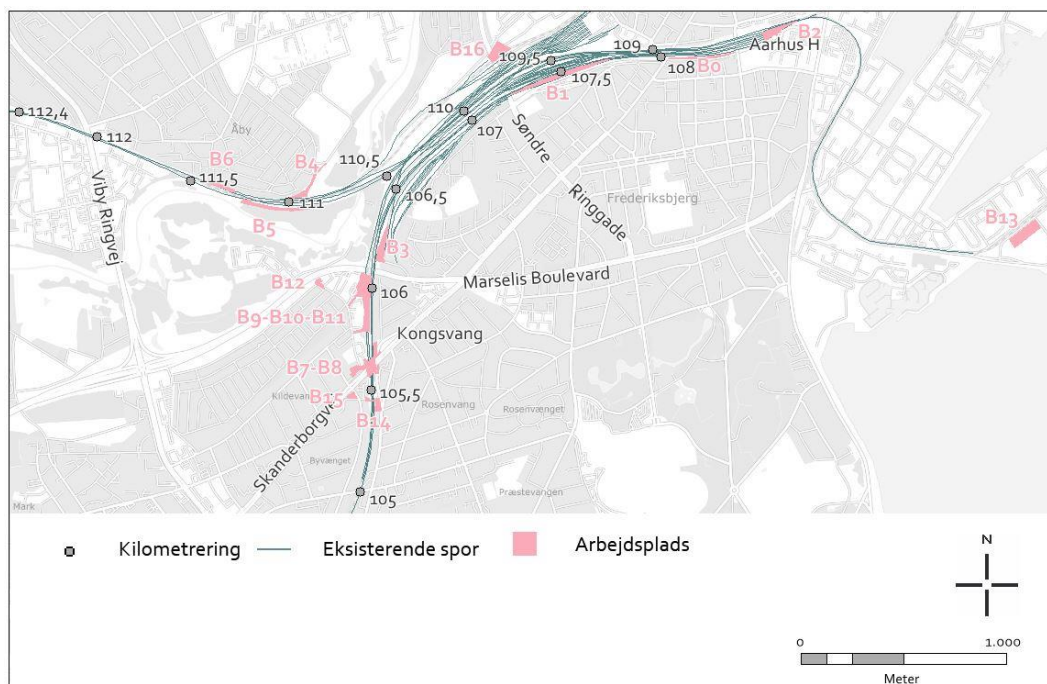 B2
Aarhus H
B16
109
109,5
108
B0
107,5
B1
112,4
110
107
112
Åby
Søndre
Ringgade
110,5
B6
B4
111,5
106,5
111
Viby Ringvej
Frederiksbjerg
B5
B13
B3
Marselis Boulevard
B12
106
B9-B10-B11
Kongsvang
B7-B8
105,5
B15
Rosenvang
Rosenvænget
B14
Byvænget
105
Præstevangen
Mark
Kilometrering
Eksisterende spor
Arbejdsplads
N
0
1.000
Meter